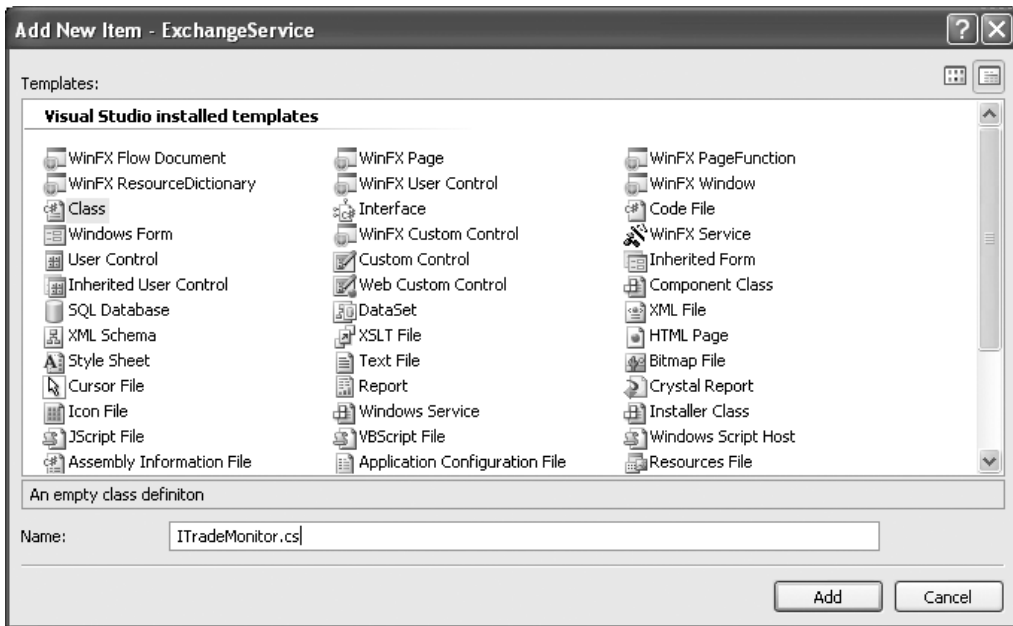 Add New Item - ExchangeService
Templates:
Visual Studio installed templates
WinFX Flow Document WinFX Page WinFX PageFunction
WinFX ResourceDictionary WinFX User Control WinFX Window
Class Interface Code File
Windows Form WinFX Custom Control WinFX Service
User Control Custom Control Inherited Form
Inherited User Control Web Custom Control Component Class
SQL Database DataSet XML File
XML Schema XSLT File HTML Page
Style Sheet Text File Bitmap File
Cursor File Report Crystal Report
Icon File Windows Service Installer Class
JScript File VBScript File Windows Script Host
Assembly Information File Application Configuration File Resources File
An empty class definiton
Name: ITradeMonitor.cs
Add Cancel